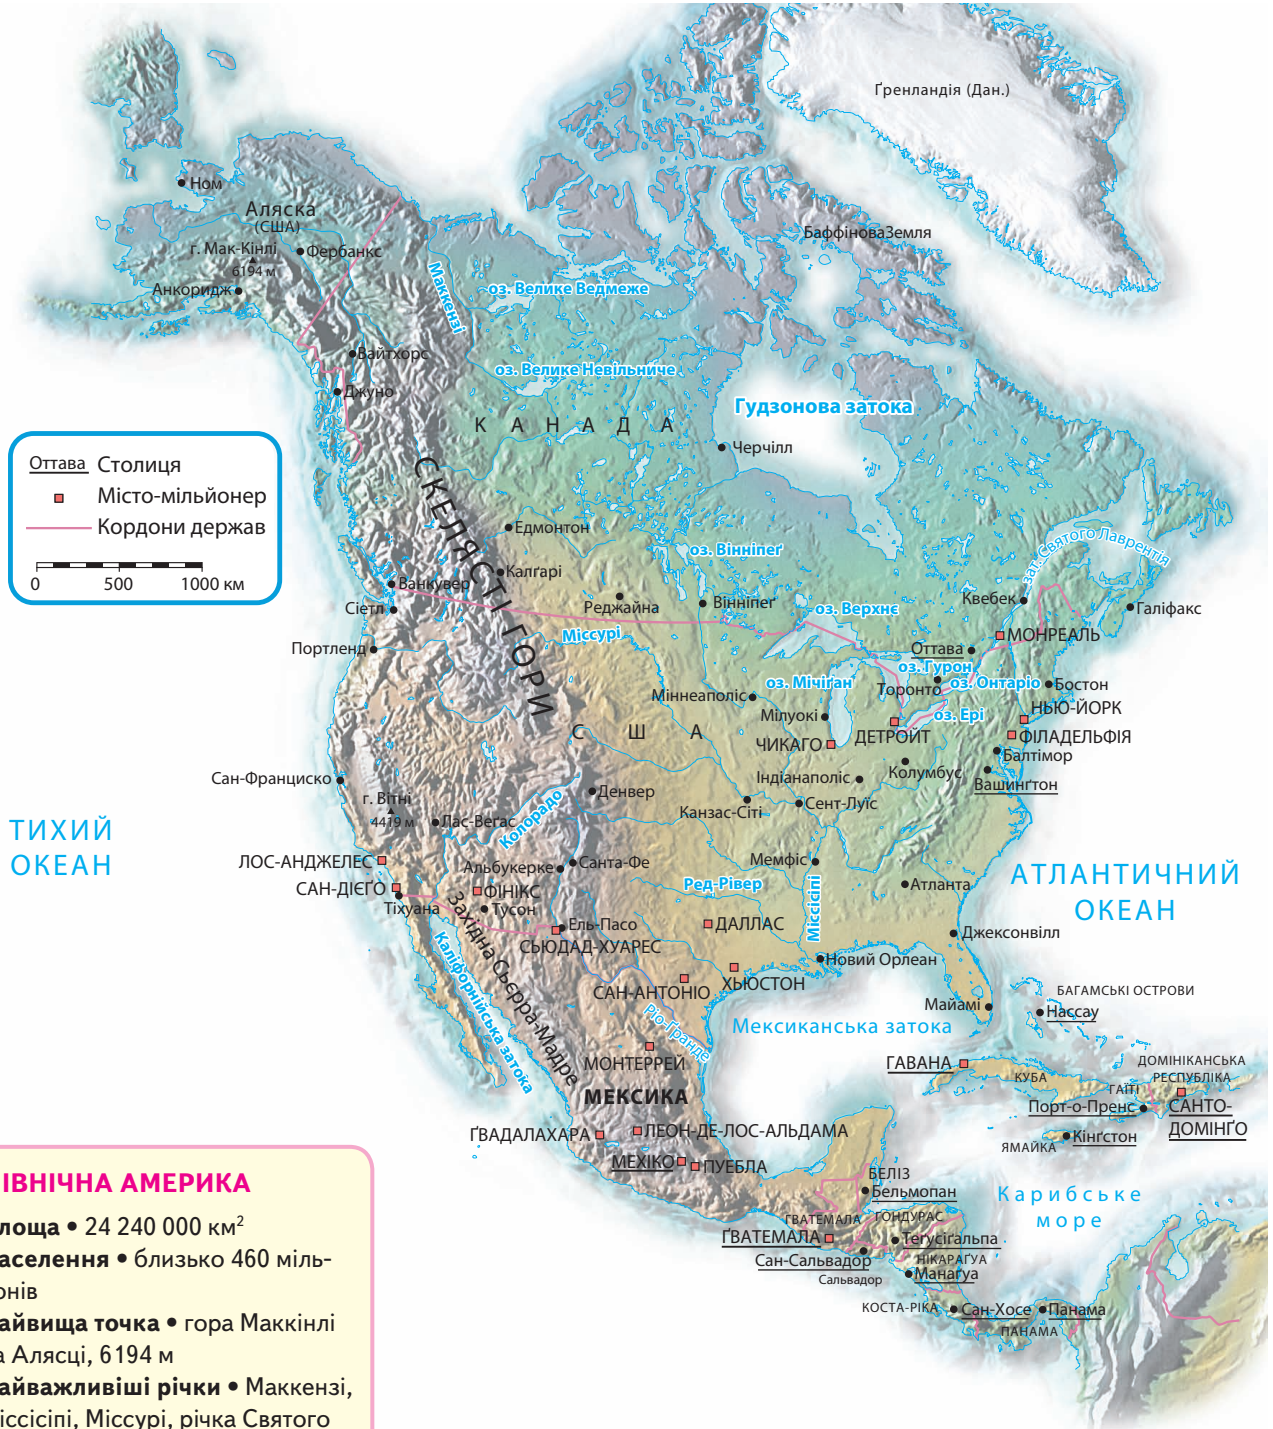 Ґренландія (Дан.)
Ном
Аляска
(США)
г. Мак-Кінлі
6194 м
Фербанкс
Анкоридж
БаффіноваЗемля
Маккензі
оз. Велике Ведмеже
Вайтхорс
оз. Велике Невільниче
Джуно
Гудзонова затока
КАНАДА
Черчілл
Оттава Столиця
Місто-мільйонер
Кордони держав
0 500 1000 км
СКЕЛЯСТІ ГОРИ
Едмонтон
оз. Вінніпеґ
зат. Святого Лаврентія
Калґарі
Ванкувер
Реджайна
Вінніпеґ
оз. Верхнє
Квебек
Галіфакс
Сіетл
Міссурі
МОНРЕАЛЬ
Портленд
Оттава
оз. Гурон
оз. Мічіґан
Торонто
оз. Онтаріо
Бостон
Міннеаполіс
Мілуокі
оз. Ері
НЬЮ-ЙОРК
США
ЧИКАГО
ДЕТРОЙТ
ФІЛАДЕЛЬФІЯ
Балтімор
Сан-Франциско
Індіанаполіс
Колумбус
Вашинґтон
г. Вітні
4419 м
Денвер
Канзас-Сіті
Сент-Луїс
Лас-Веґас
Колорадо
ТИХИЙ
ОКЕАН
ЛОС-АНДЖЕЛЕС
Альбукерке
Санта-Фе
Мемфіс
АТЛАНТИЧНИЙ
ОКЕАН
САН-ДІЄҐО
ФІНІКС
Ред-Рівер
Атланта
Тіхуана
Тусон
Міссісіпі
Ель-Пасо
ДАЛЛАС
Джексонвілл
СЬЮДАД-ХУАРЕС
Західна Сьєрра-Мадре
Каліфорнійська затока
Новий Орлеан
САН-АНТОНІО
ХЬЮСТОН
БАГАМСЬКІ ОСТРОВИ
Майамі
Нассау
Ріо-Ґранде
Мексиканська затока
МОНТЕРРЕЙ
ГАВАНА
КУБА
ГАЇТІ
ДОМІНІКАНСЬКА
РЕСПУБЛІКА
МЕКСИКА
Порт-о-Пренс
САНТО-
ДОМІНҐО
ҐВАДАЛАХАРА
ЛЕОН-ДЕ-ЛОС-АЛЬДАМА
ЯМАЙКА
Кінґстон
МЕХІКО
ПУЕБЛА
БЕЛІЗ
Бельмопан
Карибське
море
ҐВАТЕМАЛА
ГОНДУРАС
ҐВАТЕМАЛА
Теґусіґальпа
Сан-Сальвадор
НІКАРАҐУА
Сальвадор
Манаґуа
КОСТА-РІКА
Сан-Хосе
Панама
ПАНАМА
ІВНІЧНА АМЕРИКА
лоща • 24 240 000 км²
аселення • близько 460 міль-
онів
айвища точка • гора Маккінлі
а Алясці, 6194 м
айважливіші річки • Маккензі,
іссісіпі, Міссурі, річка Святого